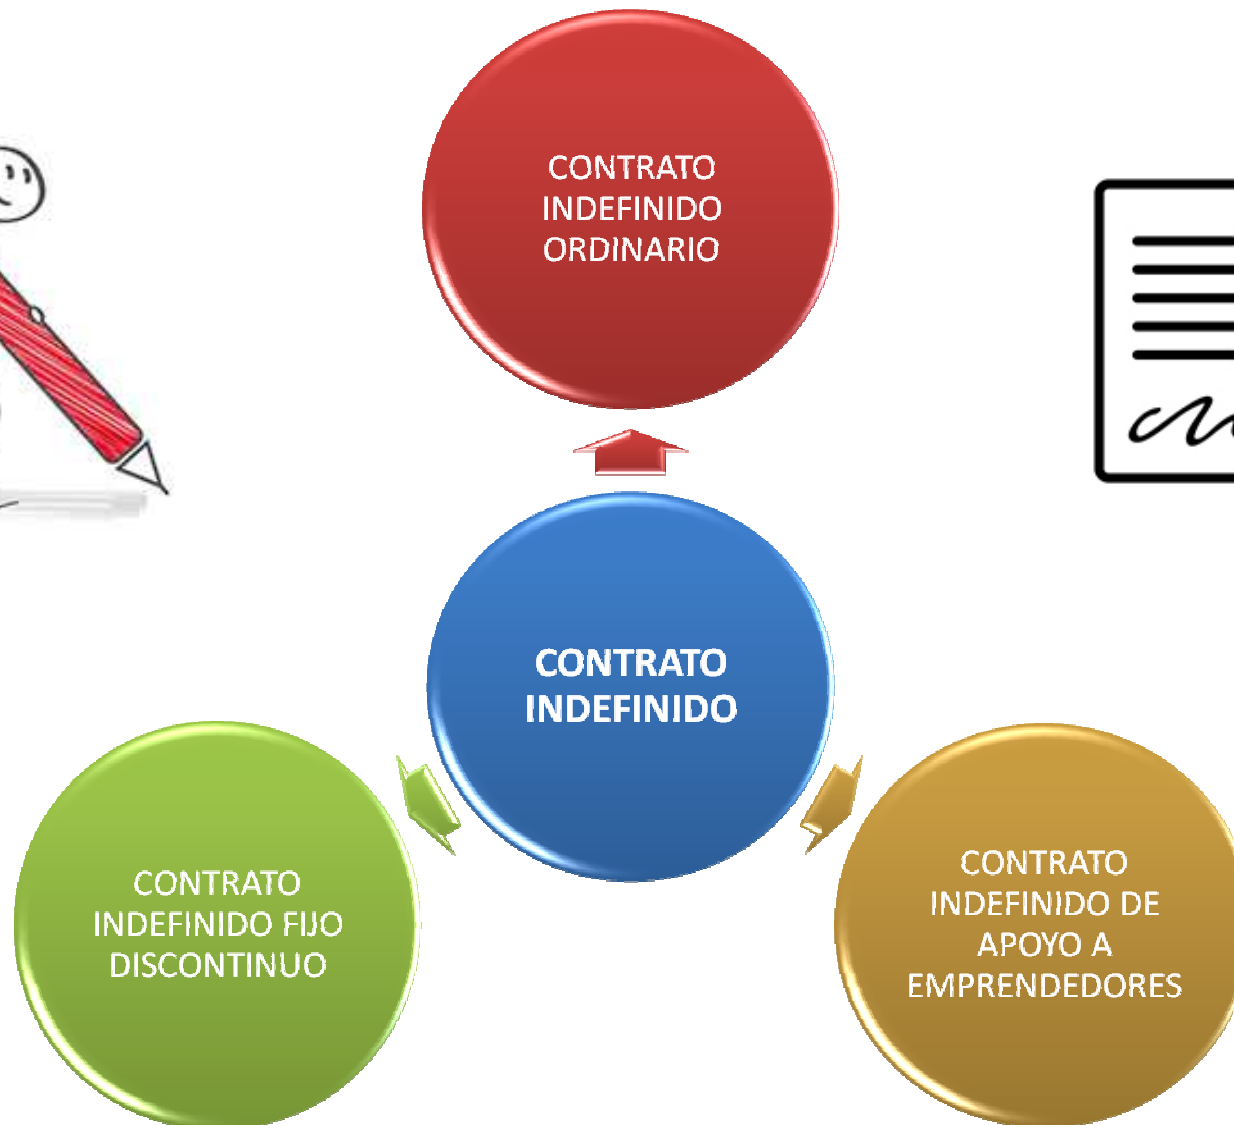 CONTRATO
INDEFINIDO
ORDINARIO
CONTRATO
INDEFINIDO
CONTRATO
INDEFINIDO FIJO
DISCONTINUO
CONTRATO
INDEFINIDO DE
APOYO A
EMPRENDEDORES